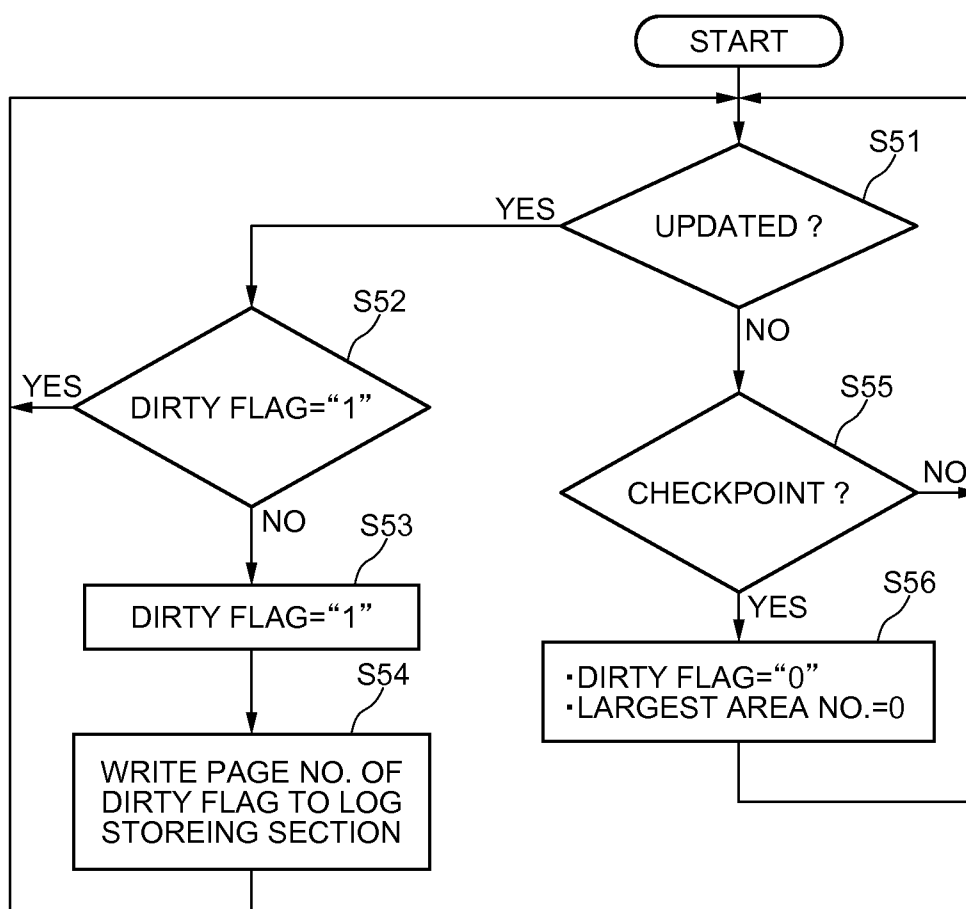 START
S51
YES
UPDATED ?
S52
NO
YES
DIRTY FLAG=“1”
S55
NO
CHECKPOINT ?
NO
S53
DIRTY FLAG=“1”
YES
S56
・DIRTY FLAG=“0”
・LARGEST AREA NO.=0
S54
WRITE PAGE NO. OF
DIRTY FLAG TO LOG
STOREING SECTION